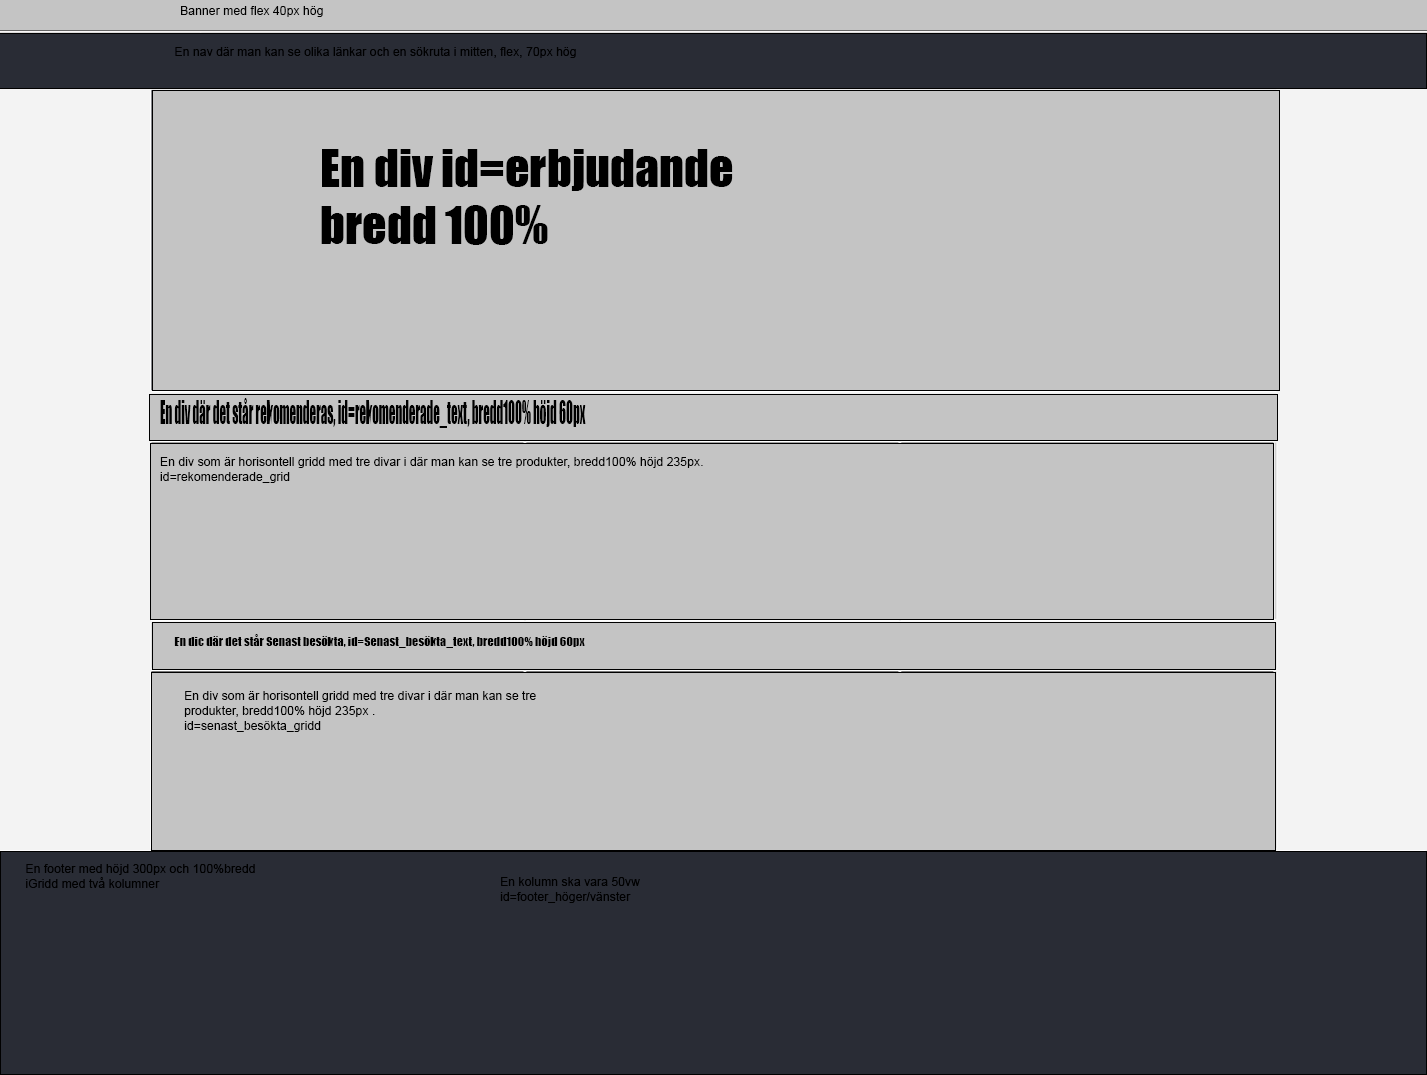 Banner med flex 40px hög
En nav där man kan se olika länkar och en sökruta i mitten, flex, 70px hög
En div id=erbjudande
bredd 100%
En div där det står rekomenderas, id=rekomenderade_text, bredd100% höjd 60px
En div som är horisontell gridd med tre divar i där man kan se tre produkter, bredd100% höjd 235px.
id=rekomenderade_grid
En dic där det står Senast besökta, id=Senast_besökta_text, bredd100% höjd 60px
En div som är horisontell gridd med tre divar i där man kan se tre
produkter, bredd100% höjd 235px .
id=senast_besökta_gridd
En footer med höjd 300px och 100%bredd
iGridd med två kolumner
En kolumn ska vara 50vw
id=footer_höger/vänster